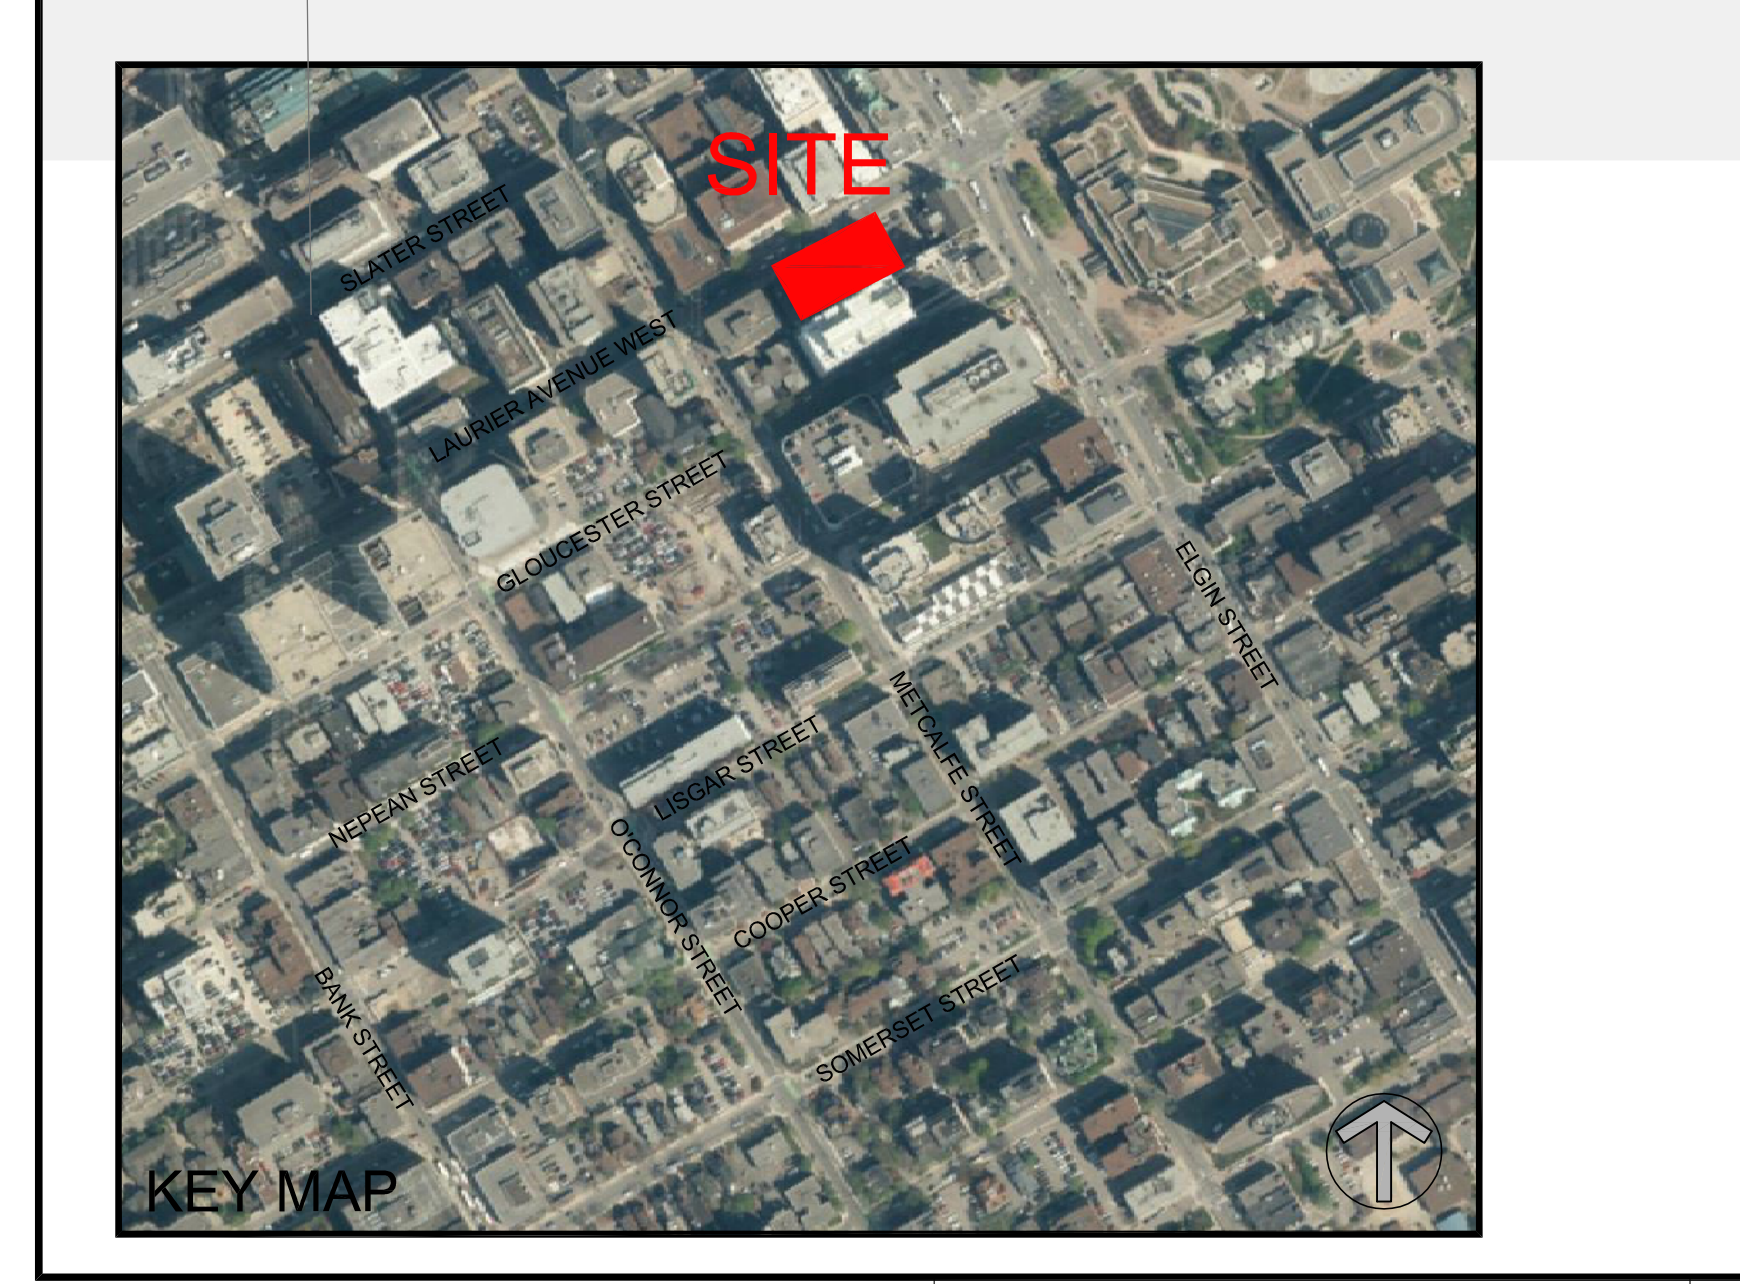 SITE
SLATER STREET
LAURIER AVENUE WEST
GLOUCESTER STREET
ELGIN STREET
METCALFE STREET
LISGAR STREET
NEPEAN STREET
O'CONNOR STREET
COOPER STREET
SOMERSET STREET
BANK STREET
KEY MAP